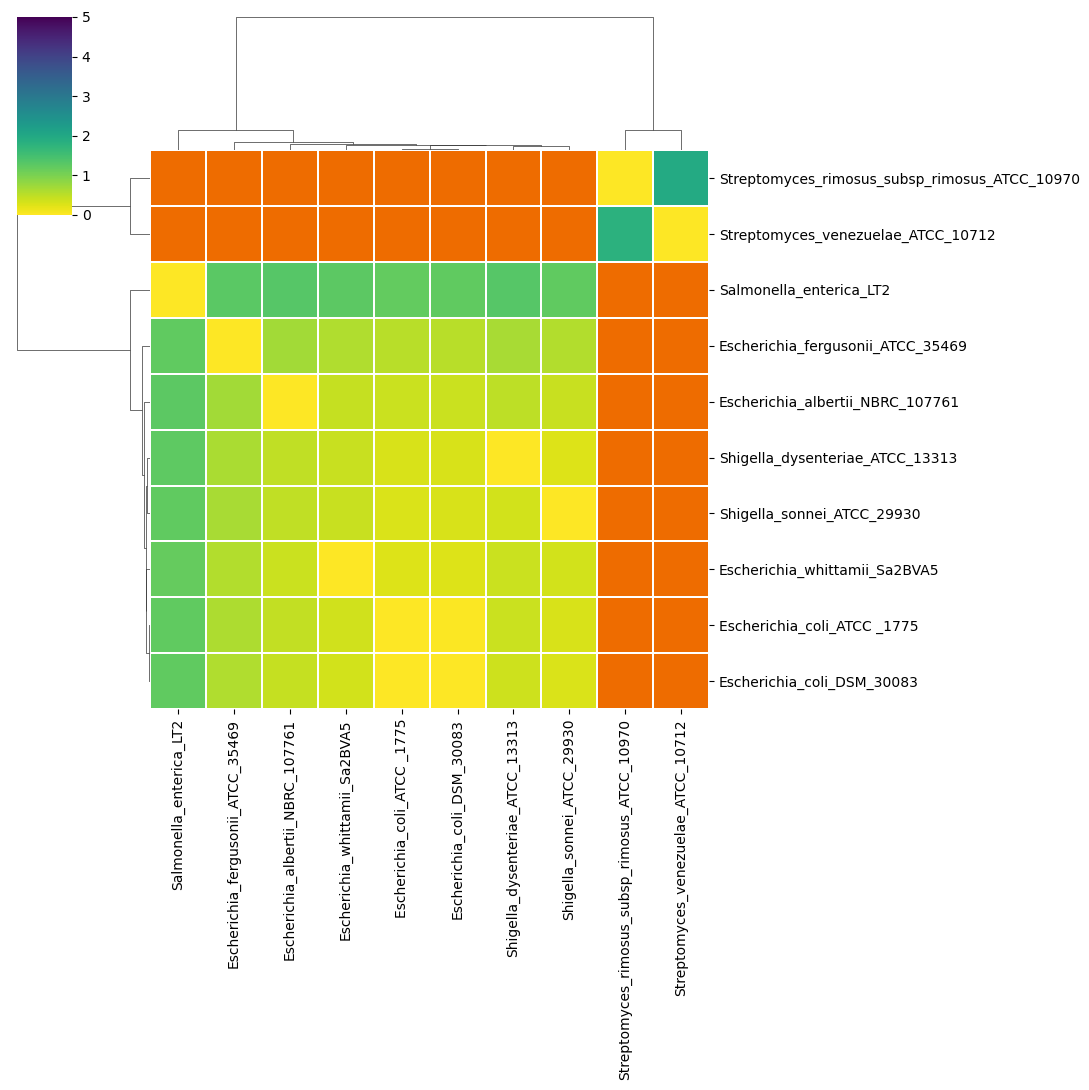 5
4
3
2
1
0
Streptomyces_rimosus_subsp_rimosus_ATCC_10970
Streptomyces_venezuelae_ATCC_10712
Salmonella_enterica_LT2
Escherichia_fergusonii_ATCC_35469
Escherichia_albertii_NBRC_107761
Shigella_dysenteriae_ATCC_13313
Shigella_sonnei_ATCC_29930
Escherichia_whittamii_Sa2BVA5
Escherichia_coli_ATCC _1775
Escherichia_coli_DSM_30083
Salmonella_enterica_LT2
Escherichia_fergusonii_ATCC_35469
Escherichia_albertii_NBRC_107761
Escherichia_whittamii_Sa2BVA5
Escherichia_coli_ATCC _1775
Escherichia_coli_DSM_30083
Shigella_dysenteriae_ATCC_13313
Shigella_sonnei_ATCC_29930
Streptomyces_rimosus_subsp_rimosus_ATCC_10970
Streptomyces_venezuelae_ATCC_10712